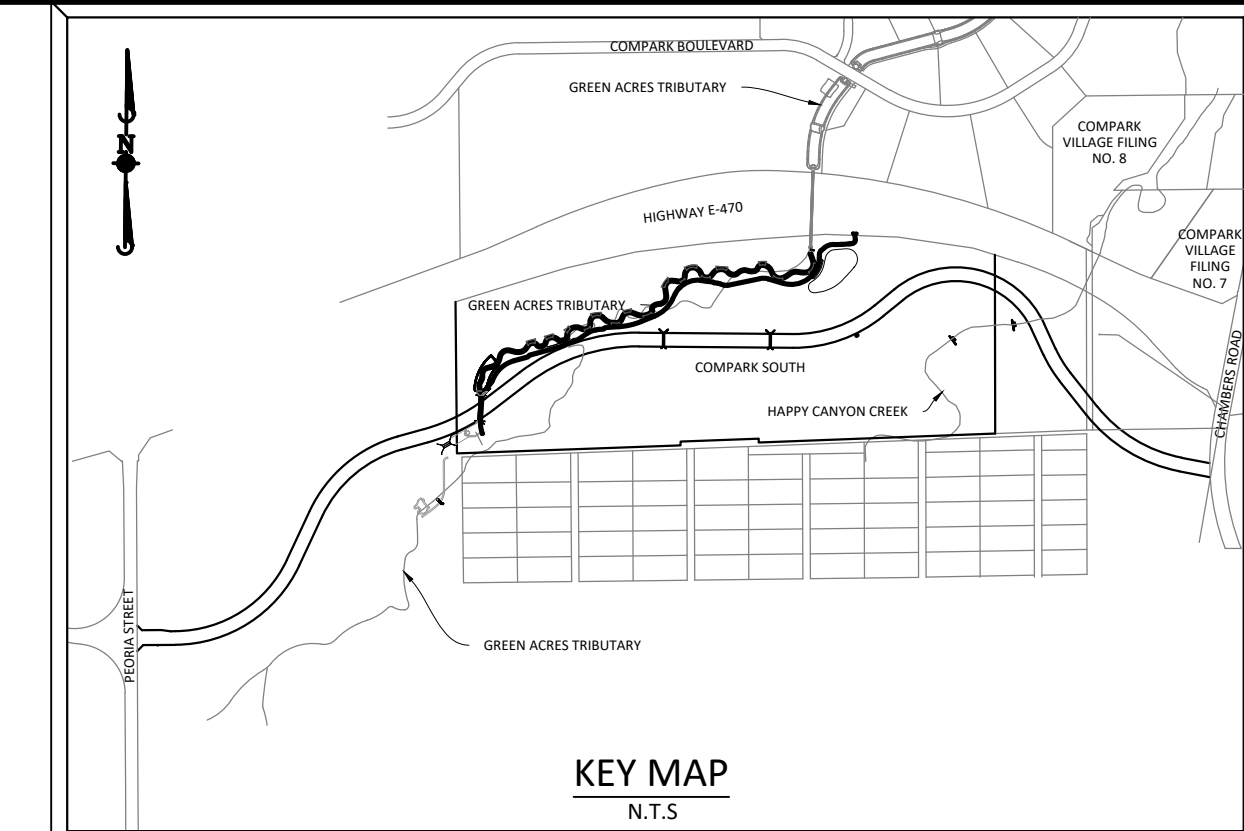 COMPARK BOULEVARD
GREEN ACRES TRIBUTARY
COMPARK
VILLAGE FILING
NO. 8
N
HIGHWAY E-470
COMPARK
VILLAGE
FILING
NO. 7
GREEN ACRES TRIBUTARY
COMPARK SOUTH
HAPPY CANYON CREEK
CHAMBERS ROAD
PEORIA STREET
GREEN ACRES TRIBUTARY
KEY MAP
N.T.S